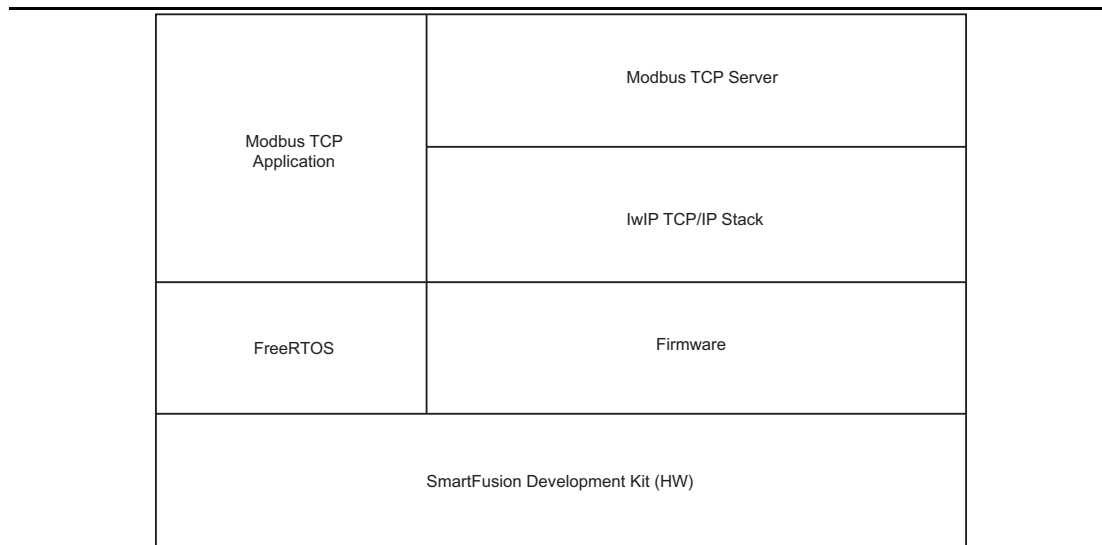 Modbus TCP Server
Modbus TCP
Application
lwIP TCP/IP Stack
FreeRTOS
Firmware
SmartFusion Development Kit (HW)